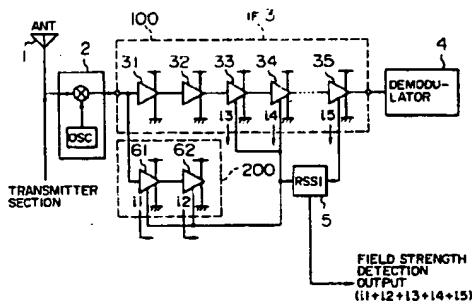 ANT
1
2
100
IF 3
31
32
33
34
35
4
OSC
DEMODU-
LATOR
i3
i4
i5
TRANSMITTER
SECTION
61
62
200
i1
i2
RSSI
5
FIELD STRENGTH
DETECTION
OUTPUT
(i1+i2+i3+i4+i5)